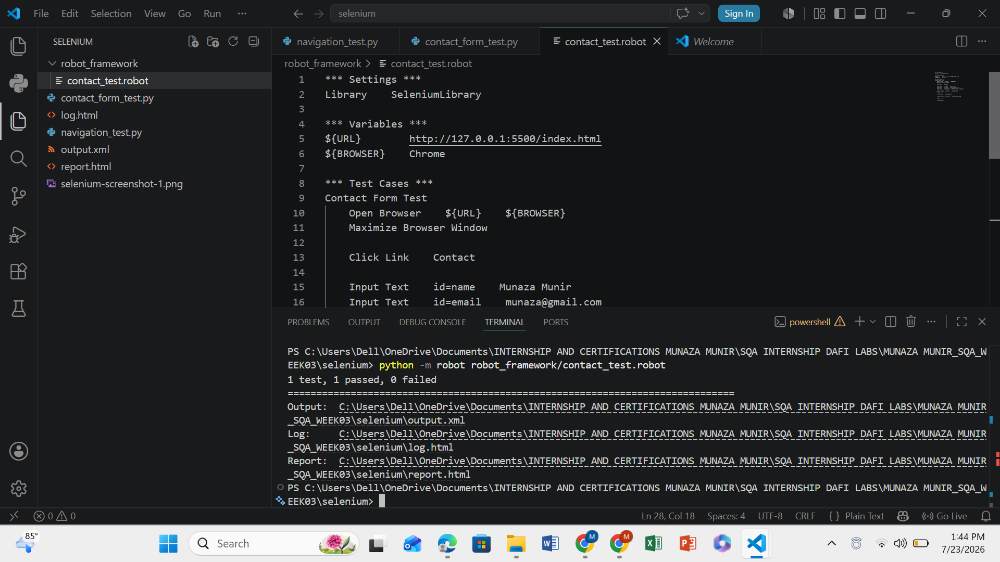 File Edit Selection View Go Run ···
selenium
Sign In
SELENIUM
robot_framework
contact_test.robot
contact_form_test.py
log.html
navigation_test.py
output.xml
report.html
selenium-screenshot-1.png
navigation_test.py
contact_form_test.py
contact_test.robot
Welcome
robot_framework > contact_test.robot
1 *** Settings ***
2 Library    SeleniumLibrary
3
4 *** Variables ***
5 ${URL}        http://127.0.0.1:5500/index.html
6 ${BROWSER}    Chrome
7
8 *** Test Cases ***
9 Contact Form Test
10     Open Browser    ${URL}    ${BROWSER}
11     Maximize Browser Window
12
13     Click Link    Contact
14
15     Input Text    id=name    Munaza Munir
16     Input Text    id=email    munaza@gmail.com
PROBLEMS OUTPUT DEBUG CONSOLE TERMINAL PORTS
powershell
PS C:\Users\Dell\OneDrive\Documents\INTERNSHIP AND CERTIFICATIONS MUNAZA MUNIR\SQA INTERNSHIP DAFI LABS\MUNAZA MUNIR_SQA_W
EEK03\selenium> python -m robot robot_framework/contact_test.robot
1 test, 1 passed, 0 failed
==============================================================================
Output:  C:\Users\Dell\OneDrive\Documents\INTERNSHIP AND CERTIFICATIONS MUNAZA MUNIR\SQA INTERNSHIP DAFI LABS\MUNAZA MUNIR
_SQA_WEEK03\selenium\output.xml
Log:     C:\Users\Dell\OneDrive\Documents\INTERNSHIP AND CERTIFICATIONS MUNAZA MUNIR\SQA INTERNSHIP DAFI LABS\MUNAZA MUNIR
_SQA_WEEK03\selenium\log.html
Report:  C:\Users\Dell\OneDrive\Documents\INTERNSHIP AND CERTIFICATIONS MUNAZA MUNIR\SQA INTERNSHIP DAFI LABS\MUNAZA MUNIR
_SQA_WEEK03\selenium\report.html
PS C:\Users\Dell\OneDrive\Documents\INTERNSHIP AND CERTIFICATIONS MUNAZA MUNIR\SQA INTERNSHIP DAFI LABS\MUNAZA MUNIR_SQA_W
EEK03\selenium>
0 0
Ln 28, Col 18 Spaces: 4 UTF-8 CRLF { } Plain Text Go Live
85°
Search
M
M
1:44 PM
7/23/2026